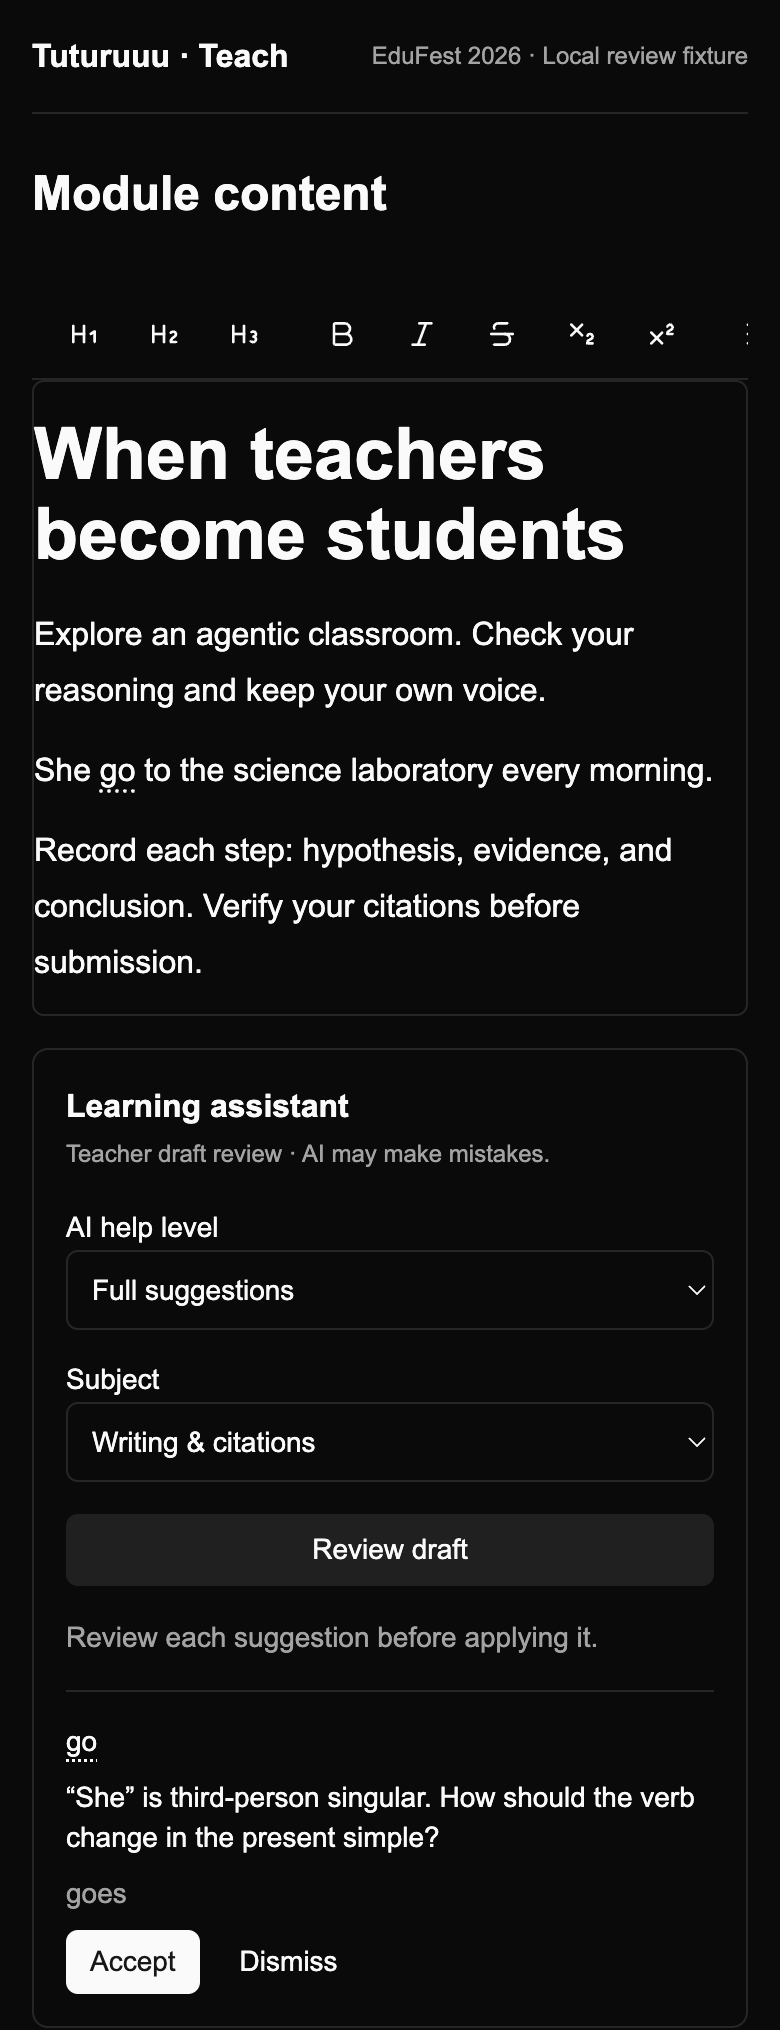 Tuturuuu · Teach
EduFest 2026 · Local review fixture
Module content
H1 H2 H3 B I S x2 x2
When teachers
become students
Explore an agentic classroom. Check your
reasoning and keep your own voice.
She go to the science laboratory every morning.
Record each step: hypothesis, evidence, and
conclusion. Verify your citations before
submission.
Learning assistant
Teacher draft review · AI may make mistakes.
AI help level
Full suggestions
Subject
Writing & citations
Review draft
Review each suggestion before applying it.
go
“She” is third-person singular. How should the verb
change in the present simple?
goes
Accept
Dismiss